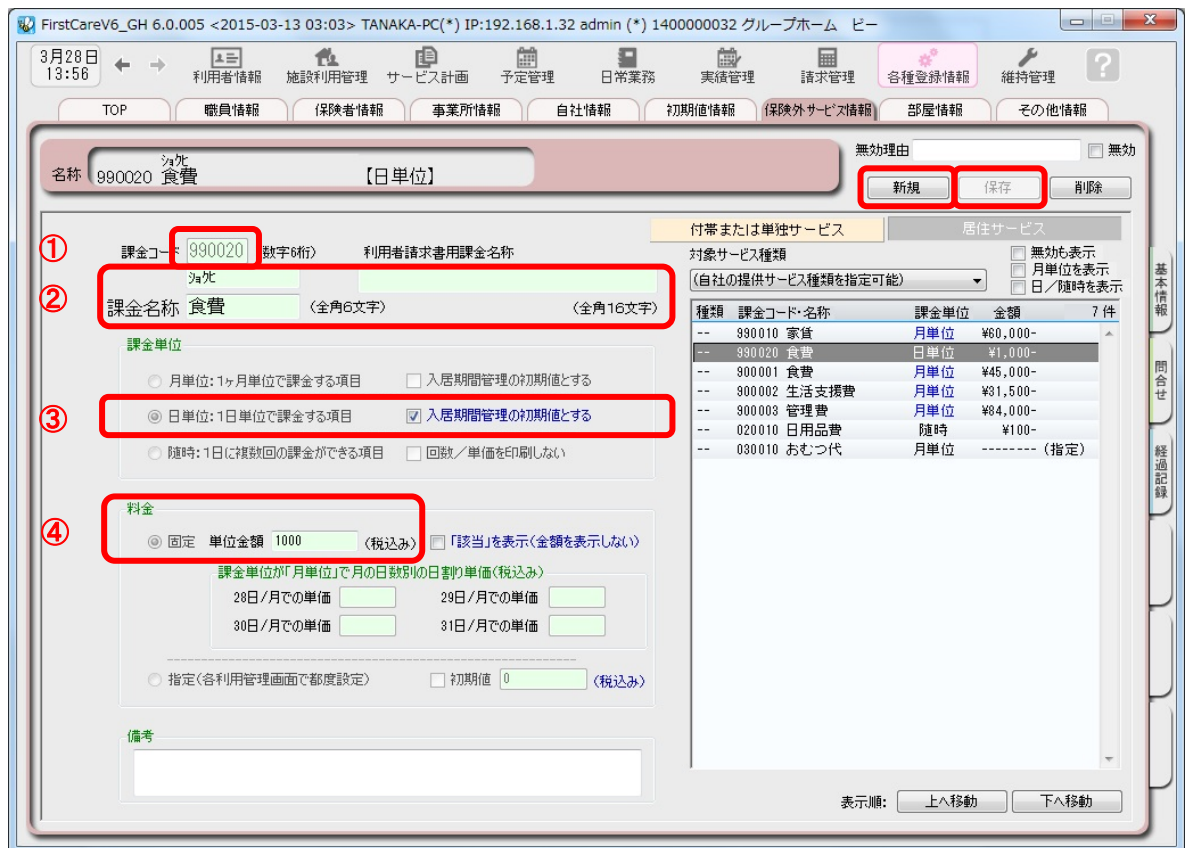 FirstCareV6_GH 6.0.005 <2015-03-13 03:03> TANAKA-PC(*) IP:192.168.1.32 admin (*) 1400000032 グループホーム ビー
3月28日
13:56
利用者情報 施設利用管理 サービス計画 予定管理 日常業務 実績管理 請求管理 各種登録情報 維持管理 ?
TOP 職員情報 保険者情報 事業所情報 自社情報 初期値情報 保険外サービス情報 部屋情報 その他情報
無効理由 無効
ショクヒ
名称 990020 食費 【日単位】
新規 保存 削除
付帯または単独サービス 居住サービス
① 課金コード 990020 数字6桁) 利用者請求書用課金名称
対象サービス種類 無効も表示
(自社の提供サービス種類を指定可能) 月単位を表示
日/随時を表示
② ショクヒ
課金名称 食費 (全角6文字) (全角16文字)
種類 課金コード・名称 課金単位 金額 7件
-- 990010 家賃 月単位 ¥60,000-
-- 990020 食費 日単位 ¥1,000-
-- 900001 食費 月単位 ¥45,000-
-- 900002 生活支援費 月単位 ¥31,500-
-- 900003 管理費 月単位 ¥84,000-
-- 020010 日用品費 随時 ¥100-
-- 030010 おむつ代 月単位 -------- (指定)
課金単位
月単位:1ヶ月単位で課金する項目 入居期間管理の初期値とする
③ 日単位:1日単位で課金する項目 入居期間管理の初期値とする
随時:1日に複数回の課金ができる項目 回数/単価を印刷しない
料金
④ 固定 単位金額 1000 (税込み) 「該当」を表示(金額を表示しない)
課金単位が「月単位」で月の日数別の日割り単価(税込み)
28日/月での単価 29日/月での単価
30日/月での単価 31日/月での単価
指定(各利用管理画面で都度設定) 初期値 0 (税込み)
備考
表示順: 上へ移動 下へ移動
基本情報
問合せ
経過記録